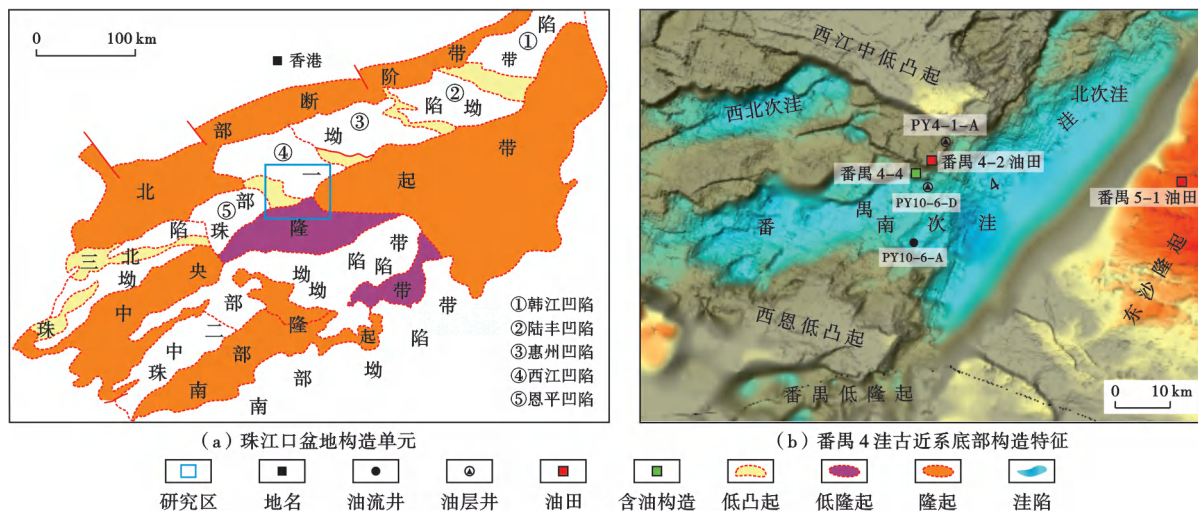 0 100 km
香港
北部断阶带
①
陷
带
②
坳
陷
③
坳
④
一
⑤
部
珠
陷
北
坳
三
珠
带
起
隆
央
中
带
陷
坳
陷
坳
带
带
陷
部
二
中
珠
部
南
隆
起
坳
部
南
①韩江凹陷
②陆丰凹陷
③惠州凹陷
④西江凹陷
⑤恩平凹陷
(a)珠江口盆地构造单元
西江中低凸起
西北次洼
北次洼
PY4-1-A
番禺4-2油田
番禺4-4
PY10-6-D
番禺4洼
南次洼
PY10-6-A
番禺5-1油田
东沙隆起
西恩低凸起
番禺低隆起
0 10 km
(b)番禺4洼古近系底部构造特征
研究区 地名 油流井 油层井 油田 含油构造 低凸起 低隆起 隆起 洼陷